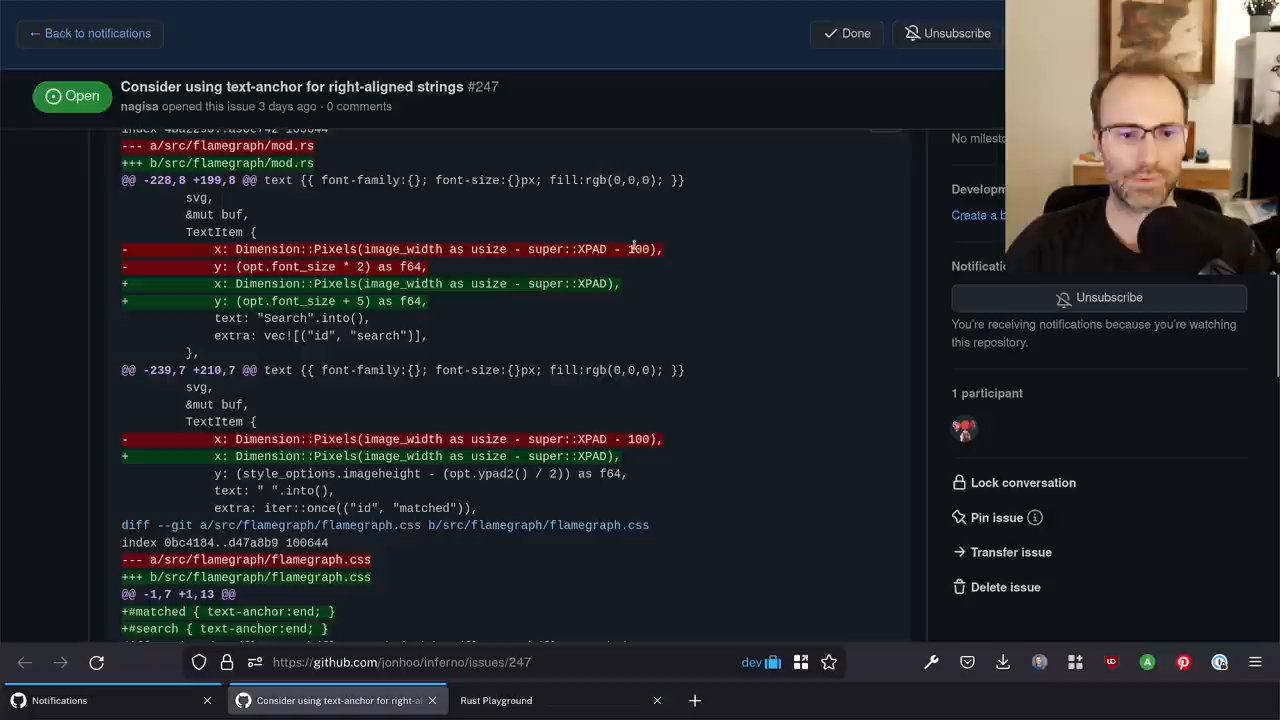 ← Back to notifications
Done
Unsubscribe
Open
Consider using text-anchor for right-aligned strings #247
nagisa opened this issue 3 days ago · 0 comments
--- a/src/flamegraph/mod.rs
+++ b/src/flamegraph/mod.rs
@@ -228,8 +199,8 @@ text {{ font-family:{}; font-size:{}px; fill:rgb(0,0,0); }}
svg,
&mut buf,
TextItem {
- x: Dimension::Pixels(image_width as usize - super::XPAD - 100),
- y: (opt.font_size * 2) as f64,
+ x: Dimension::Pixels(image_width as usize - super::XPAD),
+ y: (opt.font_size + 5) as f64,
text: "Search".into(),
extra: vec![("id", "search")],
},
@@ -239,7 +210,7 @@ text {{ font-family:{}; font-size:{}px; fill:rgb(0,0,0); }}
svg,
&mut buf,
TextItem {
- x: Dimension::Pixels(image_width as usize - super::XPAD - 100),
+ x: Dimension::Pixels(image_width as usize - super::XPAD),
y: (style_options.imageheight - (opt.ypad2() / 2)) as f64,
text: " ".into(),
extra: iter::once(("id", "matched")),
diff --git a/src/flamegraph/flamegraph.css b/src/flamegraph/flamegraph.css
index 0bc4184..d47a8b9 100644
--- a/src/flamegraph/flamegraph.css
+++ b/src/flamegraph/flamegraph.css
@@ -1,7 +1,13 @@
+#matched { text-anchor:end; }
+#search { text-anchor:end; }
No milesto
Developm
Create a b
Notificatio
Unsubscribe
You're receiving notifications because you're watching
this repository.
1 participant
Lock conversation
Pin issue
Transfer issue
Delete issue
https://github.com/jonhoo/inferno/issues/247
dev
Notifications
Consider using text-anchor for right-al
Rust Playground